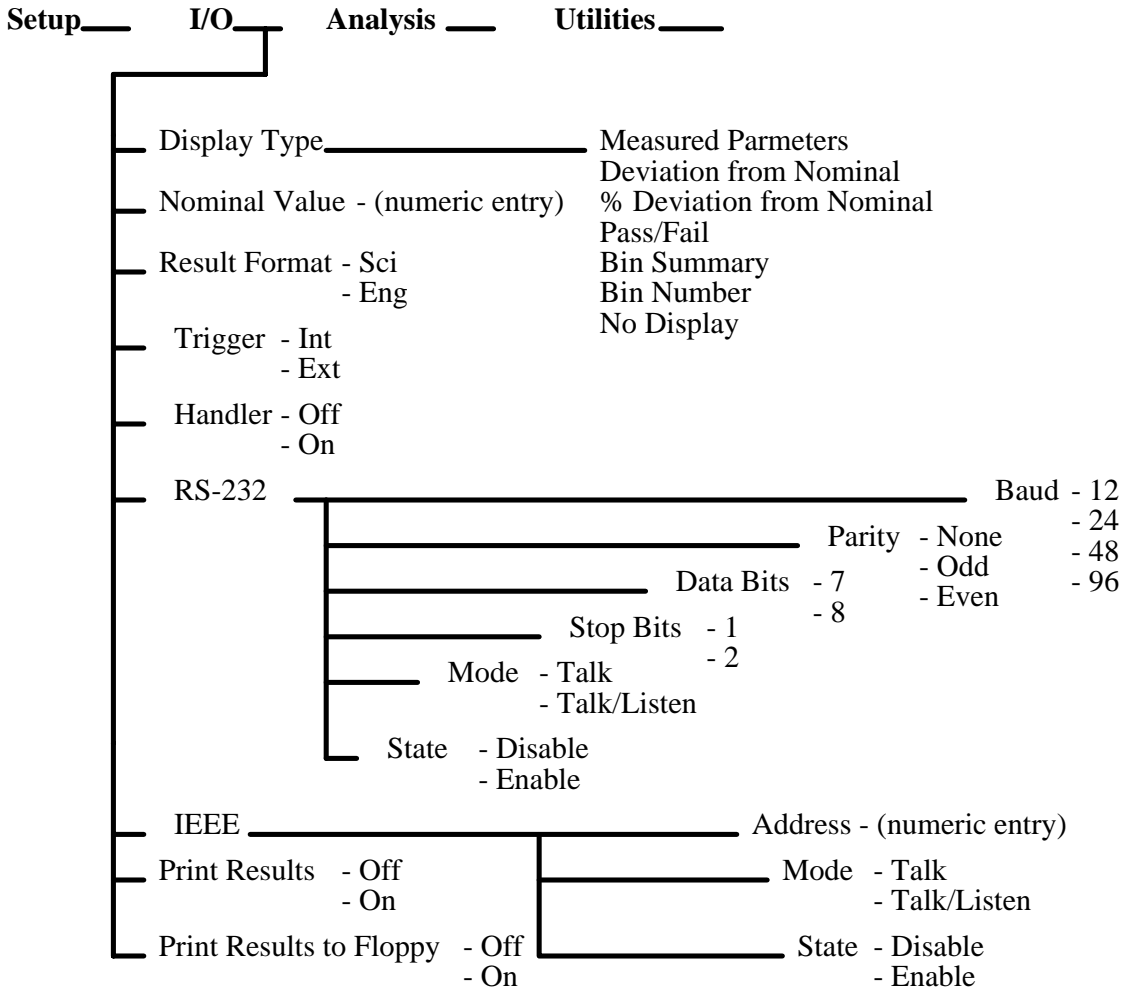 Setup I/O Analysis Utilities
Display Type Measured Parmeters
Deviation from Nominal
Nominal Value - (numeric entry) % Deviation from Nominal
Pass/Fail
Result Format - Sci Bin Summary
- Eng Bin Number
No Display
Trigger - Int
- Ext
Handler - Off
- On
RS-232 Baud - 12
- 24
- 48
- 96
Parity - None
- Odd
- Even
Data Bits - 7
- 8
Stop Bits - 1
- 2
Mode - Talk
- Talk/Listen
State - Disable
- Enable
IEEE Address - (numeric entry)
Print Results - Off
- On
Mode - Talk
- Talk/Listen
Print Results to Floppy - Off
- On
State - Disable
- Enable